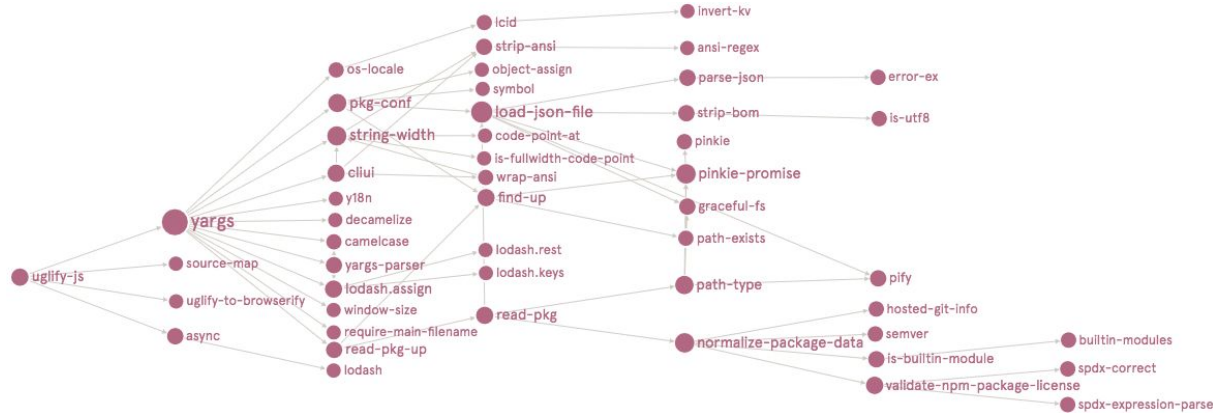 uglify-js
yargs
source-map
uglify-to-browserify
async
os-locale
pkg-conf
string-width
cliui
y18n
decamelize
camelcase
yargs-parser
lodash.assign
window-size
require-main-filename
read-pkg-up
lodash
lcid
strip-ansi
object-assign
symbol
load-json-file
code-point-at
is-fullwidth-code-point
wrap-ansi
find-up
lodash.rest
lodash.keys
read-pkg
invert-kv
ansi-regex
parse-json
strip-bom
pinkie
pinkie-promise
graceful-fs
path-exists
path-type
normalize-package-data
error-ex
is-utf8
pify
hosted-git-info
semver
is-builtin-module
validate-npm-package-license
builtin-modules
spdx-correct
spdx-expression-parse